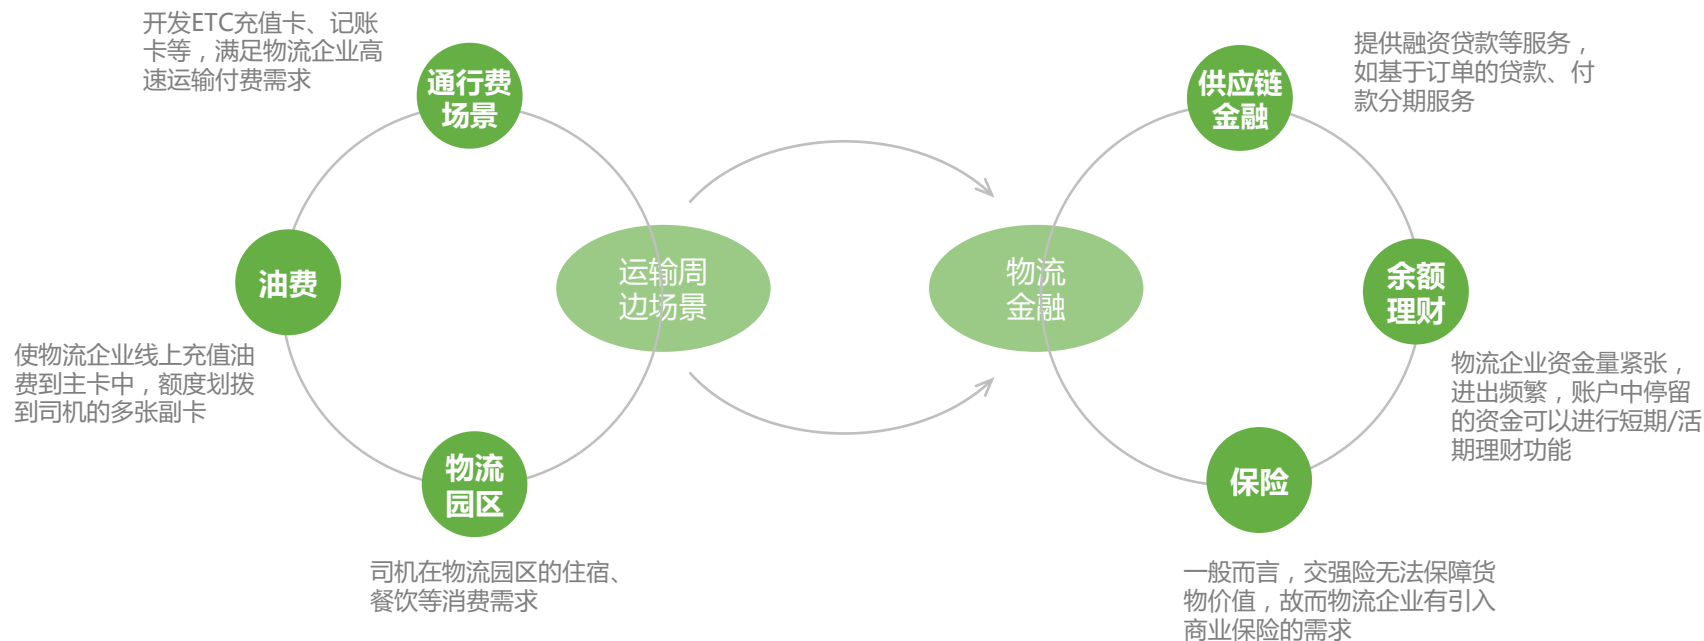 开发ETC充值卡、记账
卡等，满足物流企业高
速运输付费需求
通行费
场景
油费
使物流企业线上充值油
费到主卡中，额度划拨
到司机的多张副卡
物流
园区
司机在物流园区的住宿、
餐饮等消费需求
运输周
边场景
物流
金融
供应链
金融
提供融资贷款等服务，
如基于订单的贷款、付
款分期服务
余额
理财
物流企业资金量紧张，
进出频繁，账户中停留
的资金可以进行短期/活
期理财功能
保险
一般而言，交强险无法保障货
物价值，故而物流企业有引入
商业保险的需求